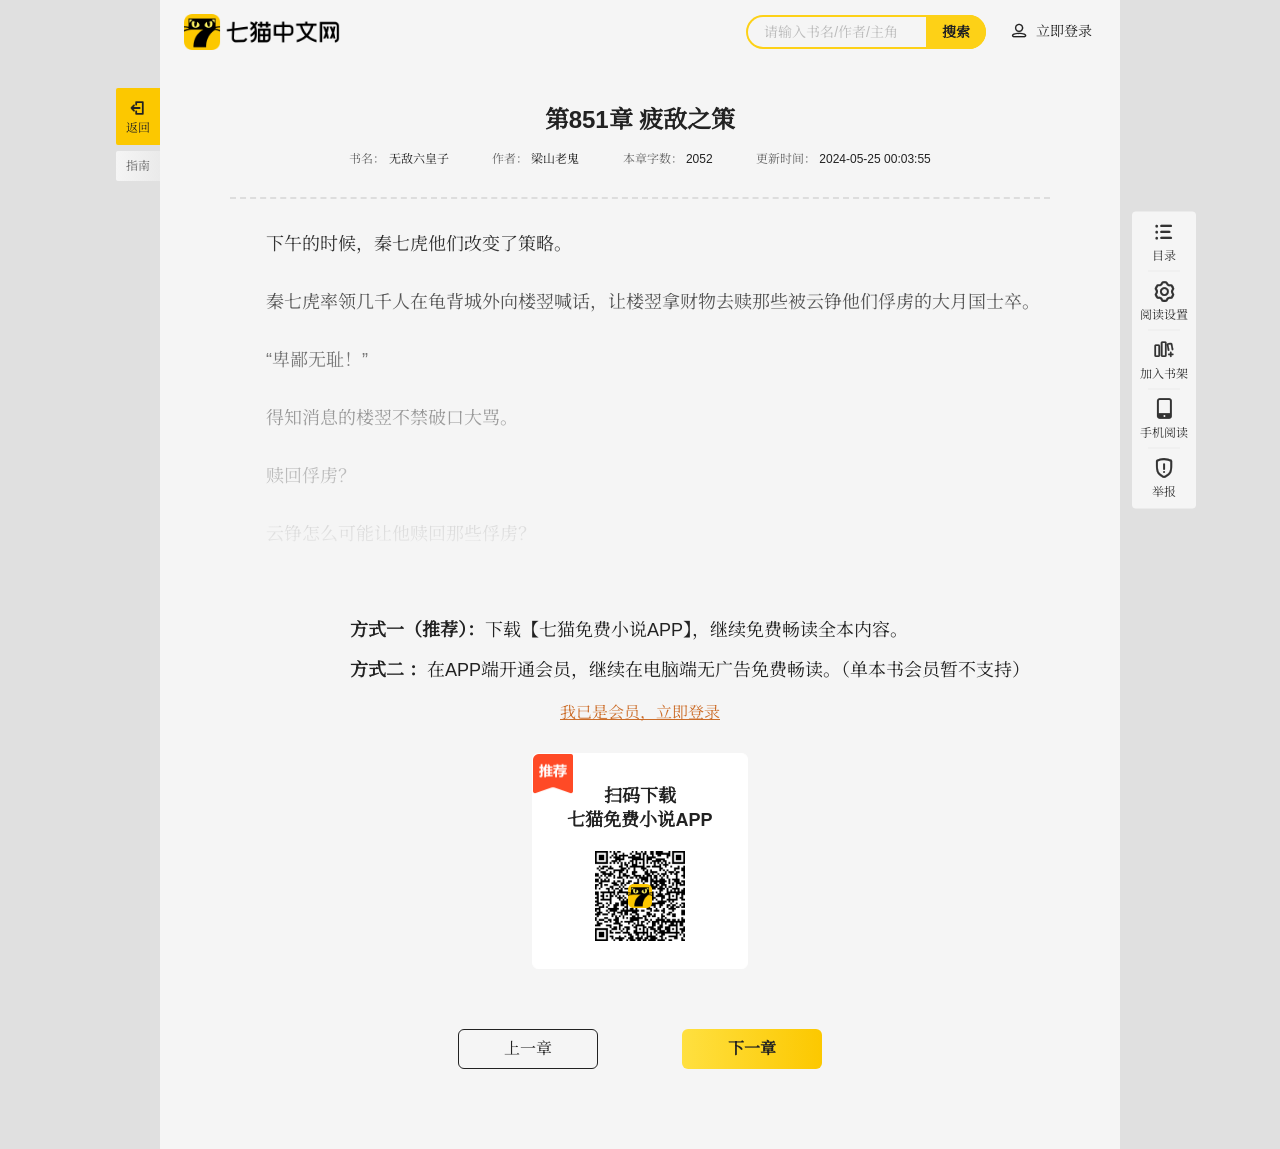 七猫中文网
请输入书名/作者/主角
搜索
立即登录
返回
指南
第851章 疲敌之策
书名： 无敌六皇子 作者： 梁山老鬼 本章字数： 2052 更新时间： 2024-05-25 00:03:55
下午的时候，秦七虎他们改变了策略。
秦七虎率领几千人在龟背城外向楼翌喊话，让楼翌拿财物去赎那些被云铮他们俘虏的大月国士卒。
“卑鄙无耻！”
得知消息的楼翌不禁破口大骂。
赎回俘虏？
云铮怎么可能让他赎回那些俘虏？
目录
阅读设置
加入书架
手机阅读
举报
方式一（推荐）：下载【七猫免费小说APP】，继续免费畅读全本内容。
方式二 ：在APP端开通会员，继续在电脑端无广告免费畅读。（单本书会员暂不支持）
我已是会员，立即登录
推荐
扫码下载
七猫免费小说APP
上一章
下一章